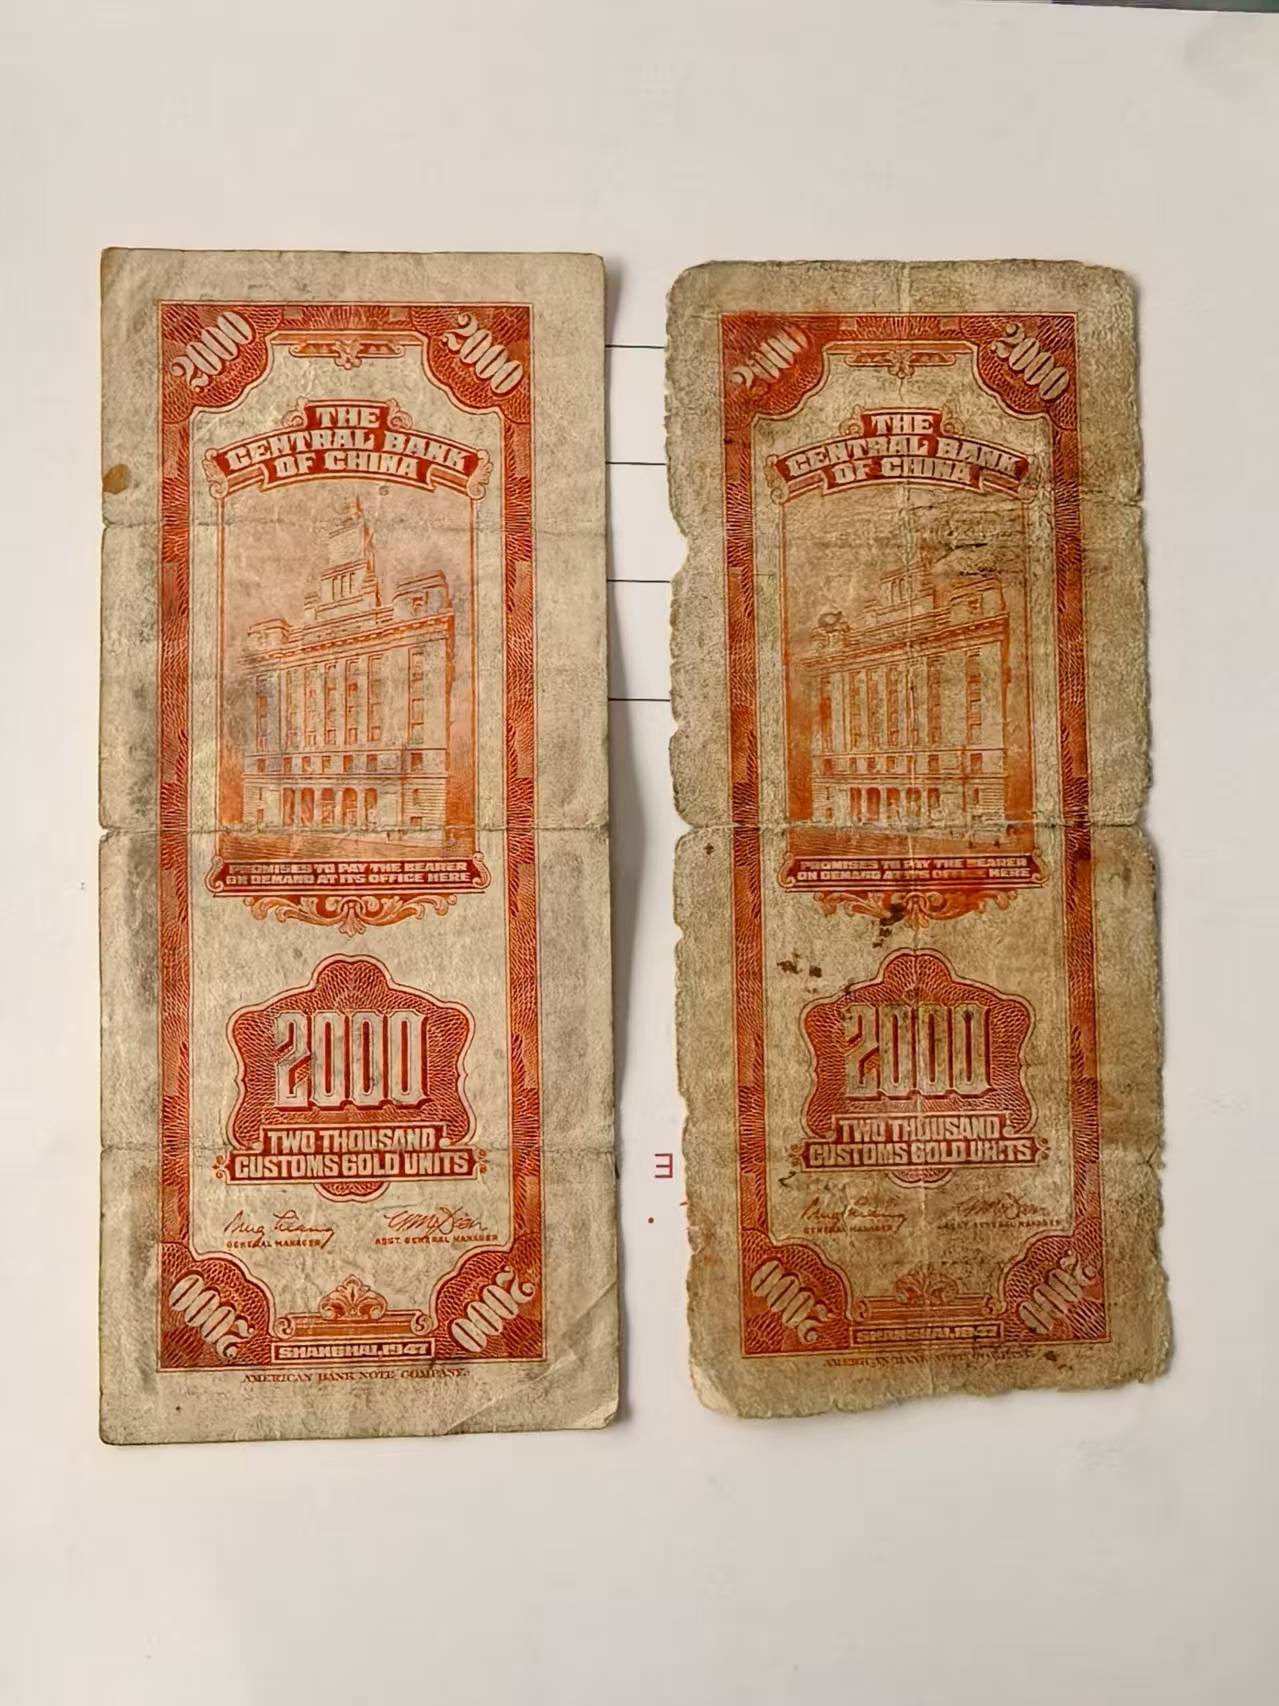 2000 2000
THE
CENTRAL BANK
OF CHINA
PROMISES TO PAY THE BEARER
ON DEMAND AT ITS OFFICE HERE
2000
TWO THOUSAND
CUSTOMS GOLD UNITS
GENERAL MANAGER ASST. GENERAL MANAGER
2000 2000
SHANGHAI, 1947
AMERICAN BANK NOTE COMPANY.
2000 2000
THE
CENTRAL BANK
OF CHINA
PROMISES TO PAY THE BEARER
ON DEMAND AT ITS OFFICE HERE
2000
TWO THOUSAND
CUSTOMS GOLD UNITS
GENERAL MANAGER ASST. GENERAL MANAGER
2000 2000
SHANGHAI, 1947
AMERICAN BANK NOTE COMPANY.
E